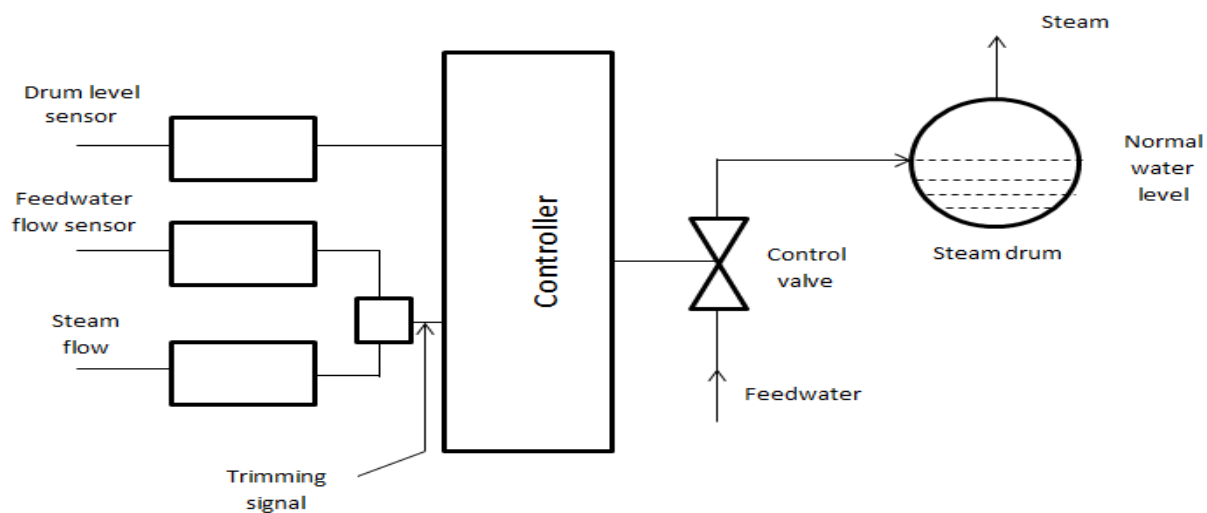 Steam
Drum level
sensor
Normal
water
level
Feedwater
flow sensor
Controller
Control
valve
Steam drum
Steam
flow
Feedwater
Trimming
signal